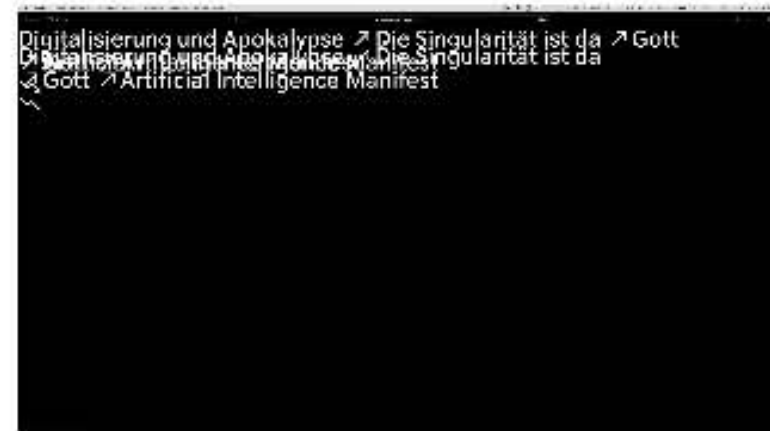 Digitalisierung und Apokalypse ↗ Die Singularität ist da ↗ Gott
Die Singularität ist da
Gott ↗ Artificial Intelligence Manifest